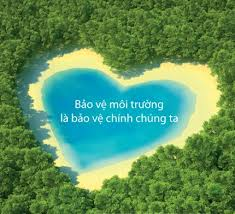 Bảo vệ môi trường
là bảo vệ chính chúng ta